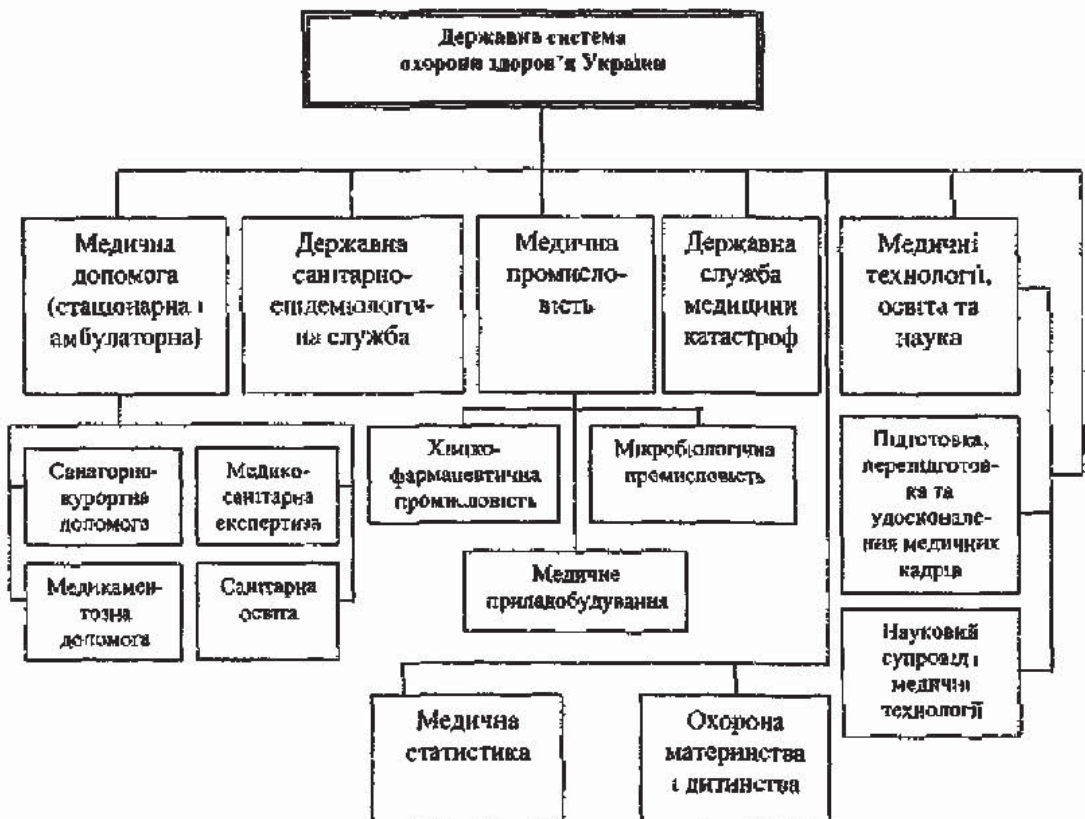 Державна система
охорони здоров’я України
Медична
допомога
(стаціонарна і
амбулаторна)
Державна
санітарно-
епідеміологіч-
на служба
Медична
промисло-
вість
Державна
служба
медицини
катастроф
Медичні
технології,
освіта та
наука
Санаторно-
курортна
допомога
Медико-
санітарна
експертиза
Медикамен-
тозна
допомога
Санітарна
освіта
Хіміко-
фармацевтична
промисловість
Мікробіологічна
промисловість
Медичне
приладобудування
Підготовка,
перепідготов-
ка та
удосконале-
ння медичних
кадрів
Науковий
супровід і
медичні
технології
Медична
статистика
Охорона
материнства
і дитинства